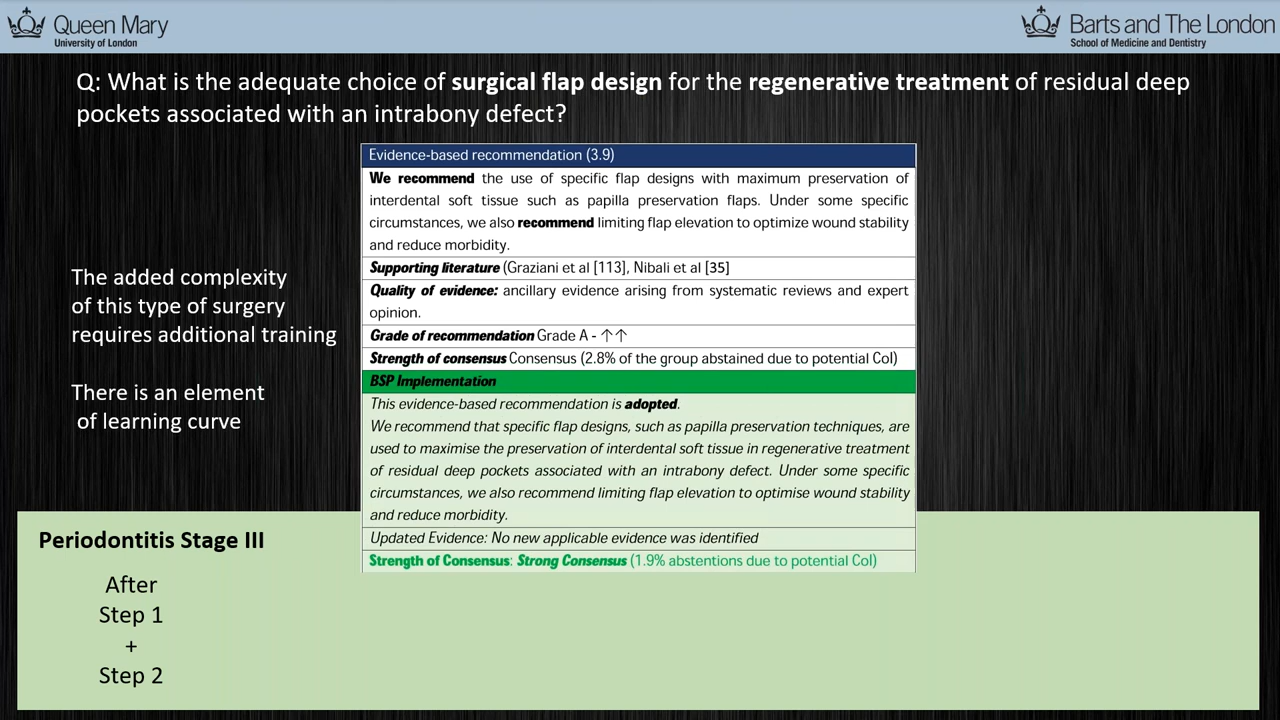 Queen Mary
University of London
Barts and The London
School of Medicine and Dentistry
Q: What is the adequate choice of surgical flap design for the regenerative treatment of residual deep
pockets associated with an intrabony defect?
Evidence-based recommendation (3.9)
We recommend the use of specific flap designs with maximum preservation of
interdental soft tissue such as papilla preservation flaps. Under some specific
circumstances, we also recommend limiting flap elevation to optimize wound stability
and reduce morbidity.
Supporting literature (Graziani et al [113], Nibali et al [35]
Quality of evidence: ancillary evidence arising from systematic reviews and expert
opinion.
Grade of recommendation Grade A - ↑↑
Strength of consensus Consensus (2.8% of the group abstained due to potential CoI)
BSP Implementation
This evidence-based recommendation is adopted.
We recommend that specific flap designs, such as papilla preservation techniques, are
used to maximise the preservation of interdental soft tissue in regenerative treatment
of residual deep pockets associated with an intrabony defect. Under some specific
circumstances, we also recommend limiting flap elevation to optimise wound stability
and reduce morbidity.
Updated Evidence: No new applicable evidence was identified
Strength of Consensus: Strong Consensus (1.9% abstentions due to potential CoI)
The added complexity
of this type of surgery
requires additional training
There is an element
of learning curve
Periodontitis Stage III
After
Step 1
+
Step 2